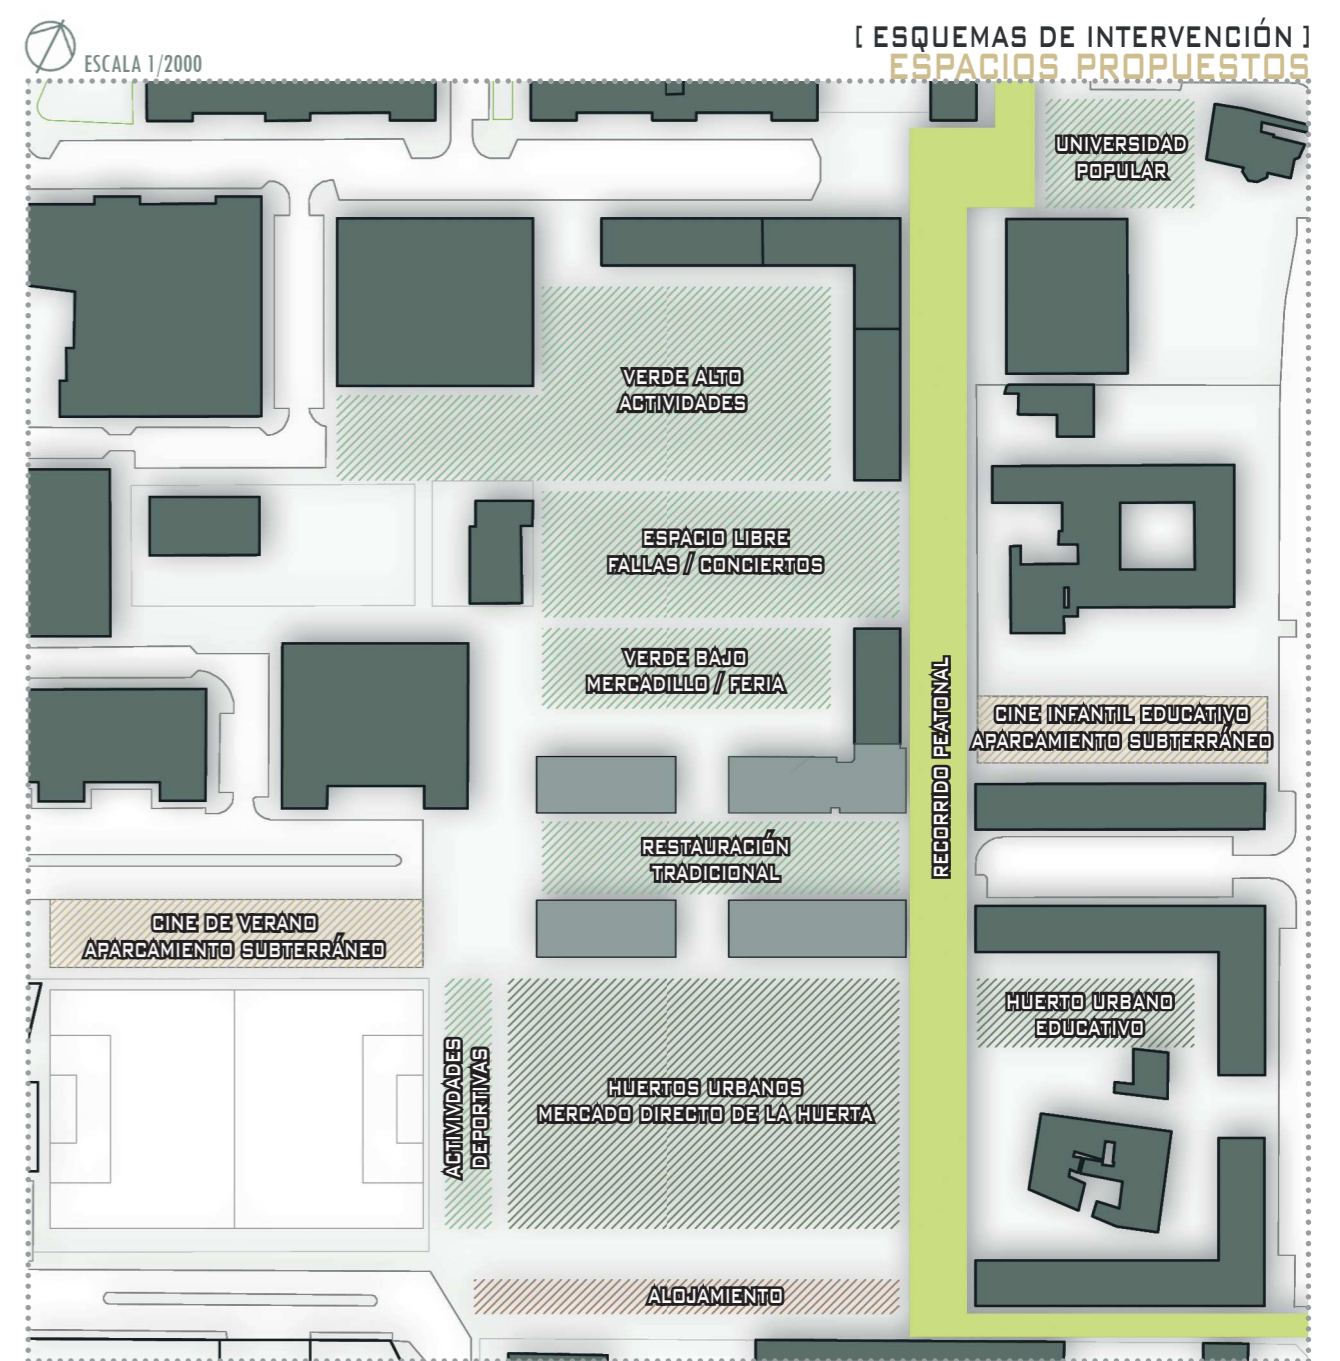 ESCALA 1/2000
[ ESQUEMAS DE INTERVENCIÓN ]
ESPACIOS PROPUESTOS
UNIVERSIDAD
POPULAR
VERDE ALTO
ACTIVIDADES
ESPACIO LIBRE
FALLAS / CONCIERTOS
VERDE BAJO
MERCADILLO / FERIA
RECORRIDO PEATONAL
CINE INFANTIL EDUCATIVO
APARCAMIENTO SUBTERRÁNEO
RESTAURACIÓN
TRADICIONAL
CINE DE VERANO
APARCAMIENTO SUBTERRÁNEO
HUERTO URBANO
EDUCATIVO
ACTIVIDADES
DEPORTIVAS
HUERTOS URBANOS
MERCADO DIRECTO DE LA HUERTA
ALOJAMIENTO